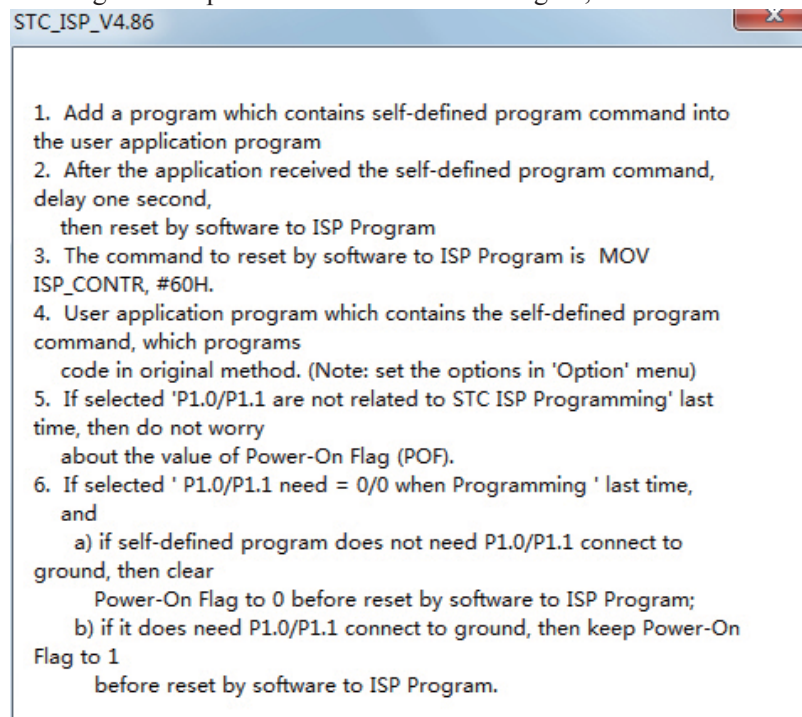 STC_ISP_V4.86
1. Add a program which contains self-defined program command into
the user application program
2. After the application received the self-defined program command,
delay one second,
then reset by software to ISP Program
3. The command to reset by software to ISP Program is MOV
ISP_CONTR, #60H.
4. User application program which contains the self-defined program
command, which programs
code in original method. (Note: set the options in 'Option' menu)
5. If selected 'P1.0/P1.1 are not related to STC ISP Programming' last
time, then do not worry
about the value of Power-On Flag (POF).
6. If selected ' P1.0/P1.1 need = 0/0 when Programming ' last time,
and
a) if self-defined program does not need P1.0/P1.1 connect to
ground, then clear
Power-On Flag to 0 before reset by software to ISP Program;
b) if it does need P1.0/P1.1 connect to ground, then keep Power-On
Flag to 1
before reset by software to ISP Program.